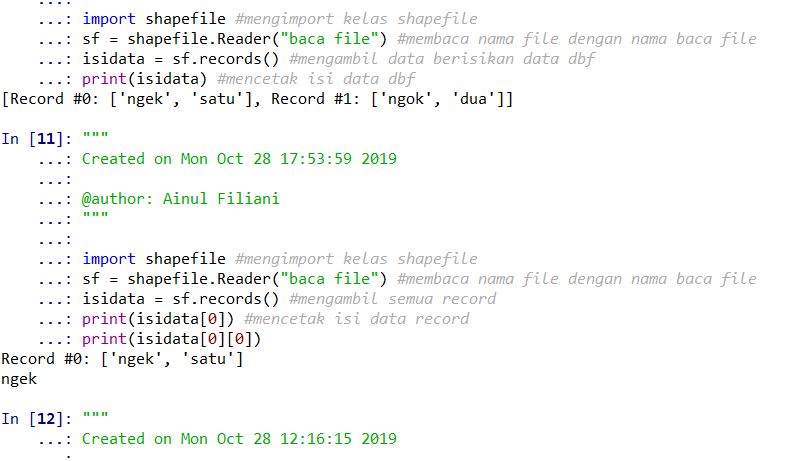 ...:
...: import shapefile #mengimport kelas shapefile
...: sf = shapefile.Reader("baca file") #membaca nama file dengan nama baca file
...: isidata = sf.records() #mengambil data berisikan data dbf
...: print(isidata) #mencetak isi data dbf
[Record #0: ['ngek', 'satu'], Record #1: ['ngok', 'dua']]
In [11]: """
...: Created on Mon Oct 28 17:53:59 2019
...:
...: @author: Ainul Filiani
...: """
...:
...: import shapefile #mengimport kelas shapefile
...: sf = shapefile.Reader("baca file") #membaca nama file dengan nama baca file
...: isidata = sf.records() #mengambil semua record
...: print(isidata[0]) #mencetak isi data record
...: print(isidata[0][0])
Record #0: ['ngek', 'satu']
ngek
In [12]: """
...: Created on Mon Oct 28 12:16:15 2019